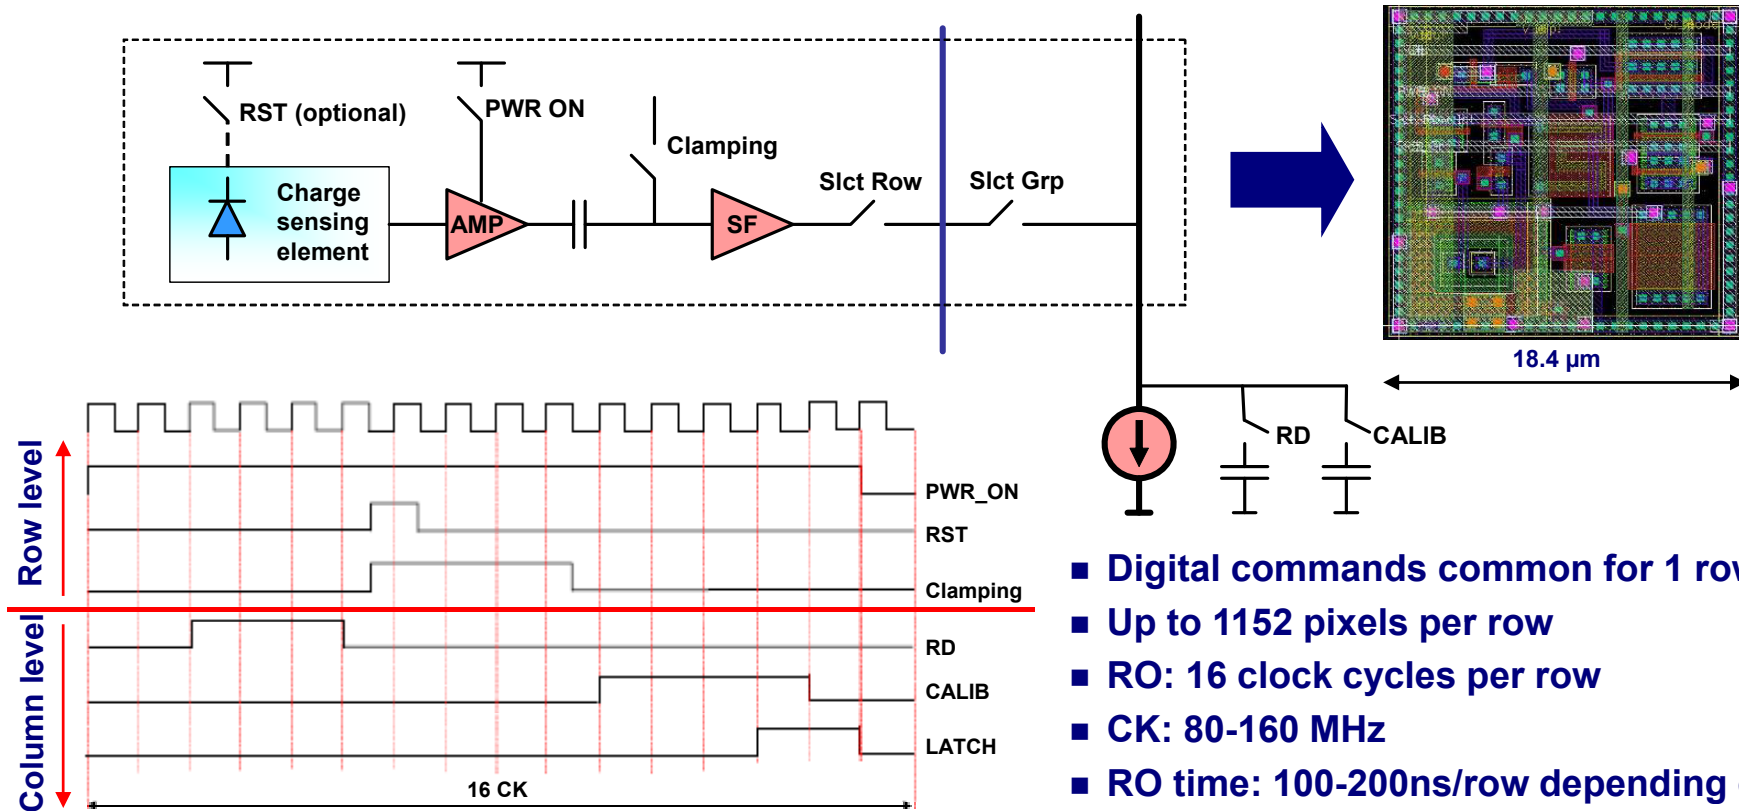 RST (optional)
PWR ON
Clamping
Charge
sensing
element
AMP
SF
Slct Row
Slct Grp
18.4 µm
RD
CALIB
Row level
Column level
PWR_ON
RST
Clamping
RD
CALIB
LATCH
16 CK
■ Digital commands common for 1 row
■ Up to 1152 pixels per row
■ RO: 16 clock cycles per row
■ CK: 80-160 MHz
■ RO time: 100-200ns/row depending